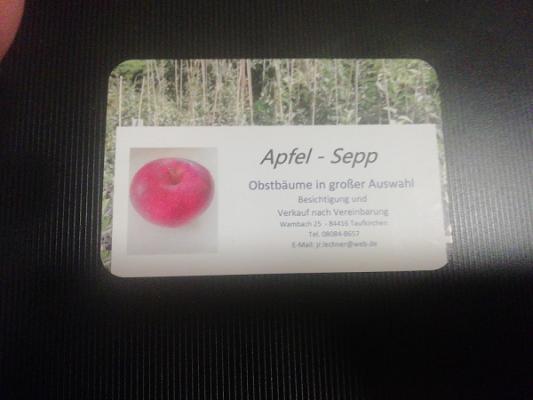 Apfel - Sepp
Obstbäume in großer Auswahl
Besichtigung und
Verkauf nach Vereinbarung
Wambach 25 - 84416 Taufkirchen
Tel. 08084-8657
E-Mail: jr.lechner@web.de